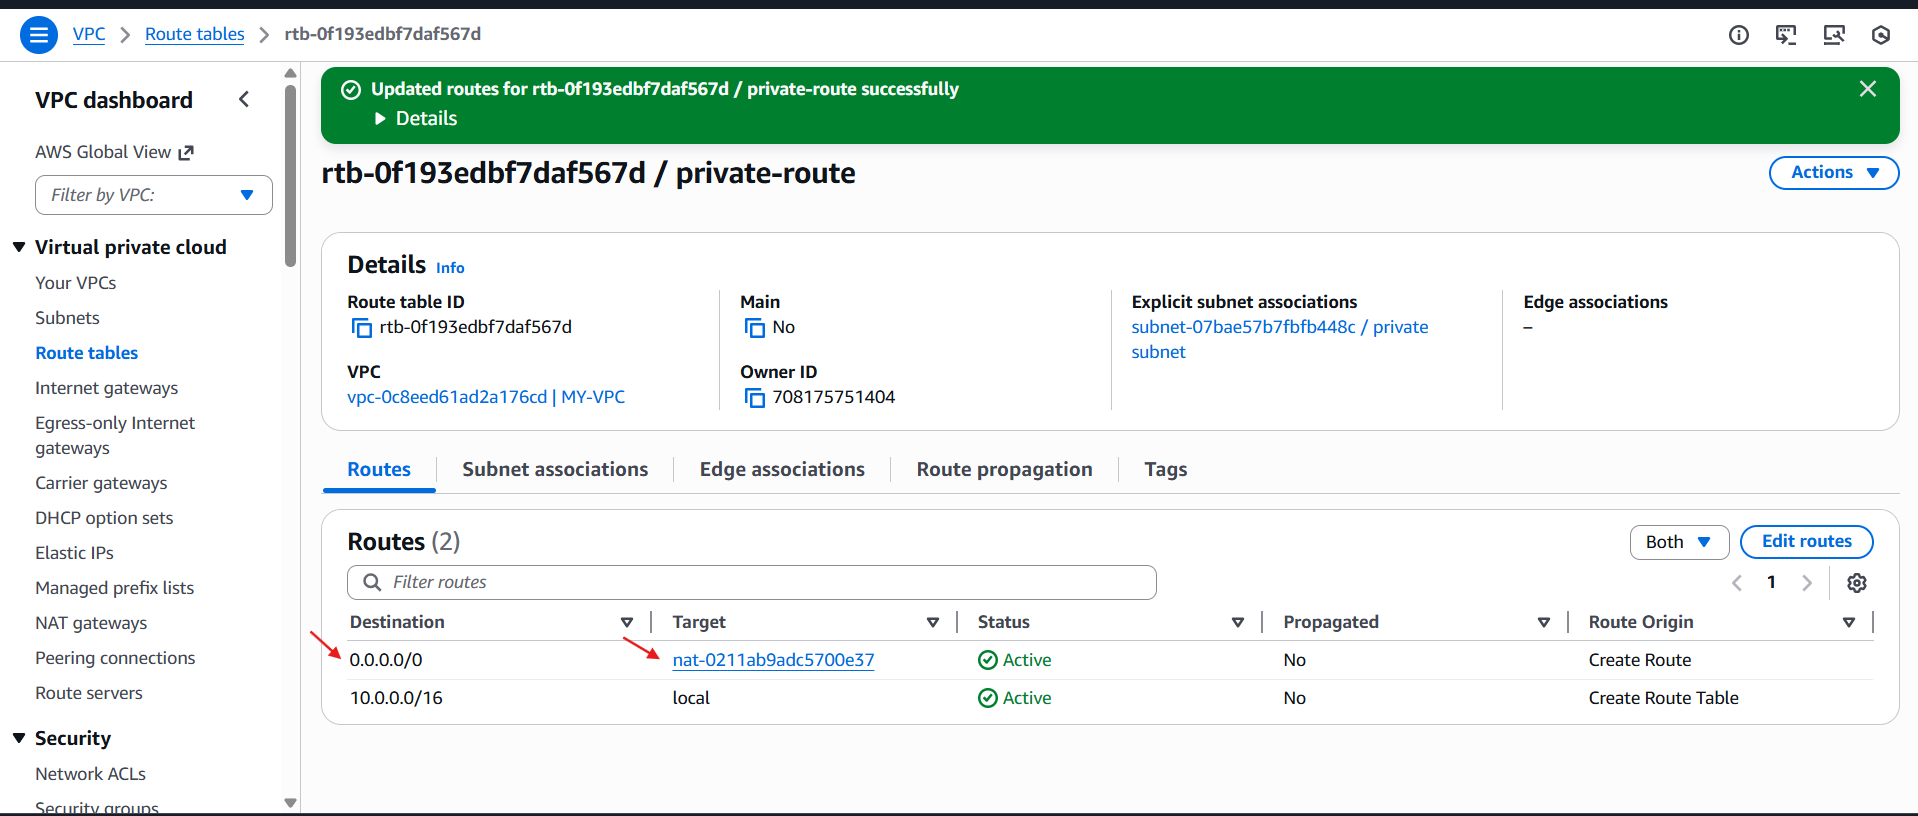 VPC > Route tables > rtb-0f193edbf7daf567d
VPC dashboard
AWS Global View
Filter by VPC:
Virtual private cloud
Your VPCs
Subnets
Route tables
Internet gateways
Egress-only Internet
gateways
Carrier gateways
DHCP option sets
Elastic IPs
Managed prefix lists
NAT gateways
Peering connections
Route servers
Security
Network ACLs
Security groups
Updated routes for rtb-0f193edbf7daf567d / private-route successfully
Details
rtb-0f193edbf7daf567d / private-route
Actions
Details Info
Route table ID
rtb-0f193edbf7daf567d
VPC
vpc-0c8eed61ad2a176cd | MY-VPC
Main
No
Owner ID
708175751404
Explicit subnet associations
subnet-07bae57b7fbfb448c / private
subnet
Edge associations
–
Routes Subnet associations Edge associations Route propagation Tags
Routes (2)
Both Edit routes
Filter routes
1
Destination Target Status Propagated Route Origin
0.0.0.0/0 nat-0211ab9adc5700e37 Active No Create Route
10.0.0.0/16 local Active No Create Route Table